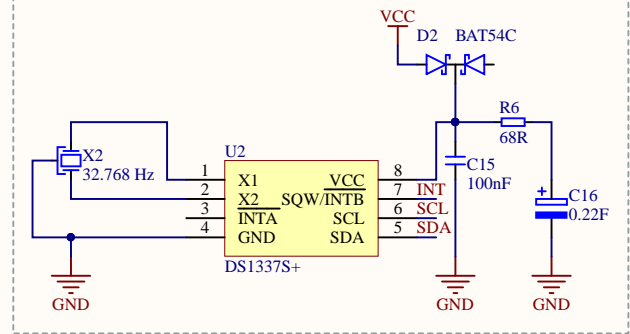 VCC
D2 BAT54C
R6
68R
X2
32.768 Hz
U2
C15
100nF
C16
0.22F
+
1 X1 VCC 8
2 X2 SQW/INTB 7 INT
3 INTA SCL 6 SCL
4 GND SDA 5 SDA
DS1337S+
GND GND GND